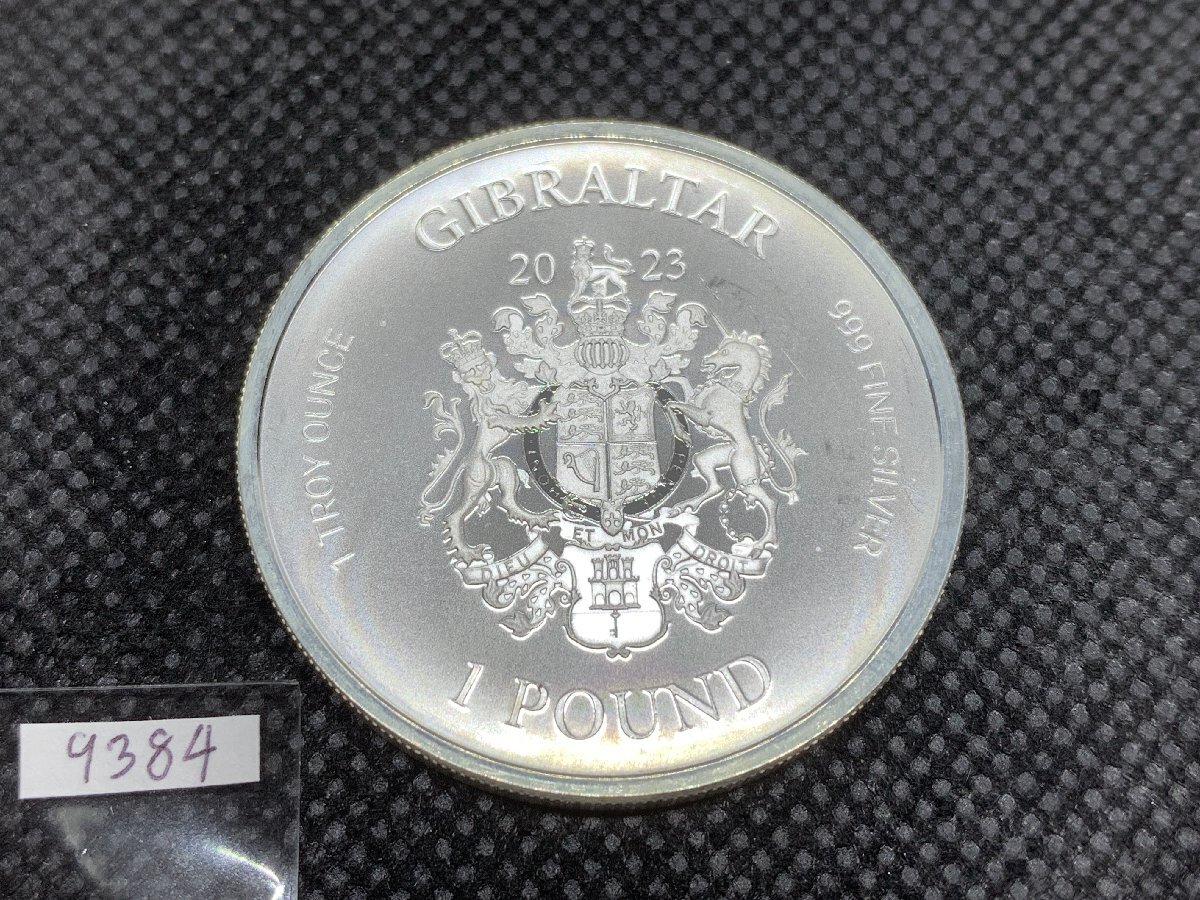 GIBRALTAR
20 23
1 TROY OUNCE
999 FINE SILVER
DIEU ET MON DROIT
1 POUND
9384